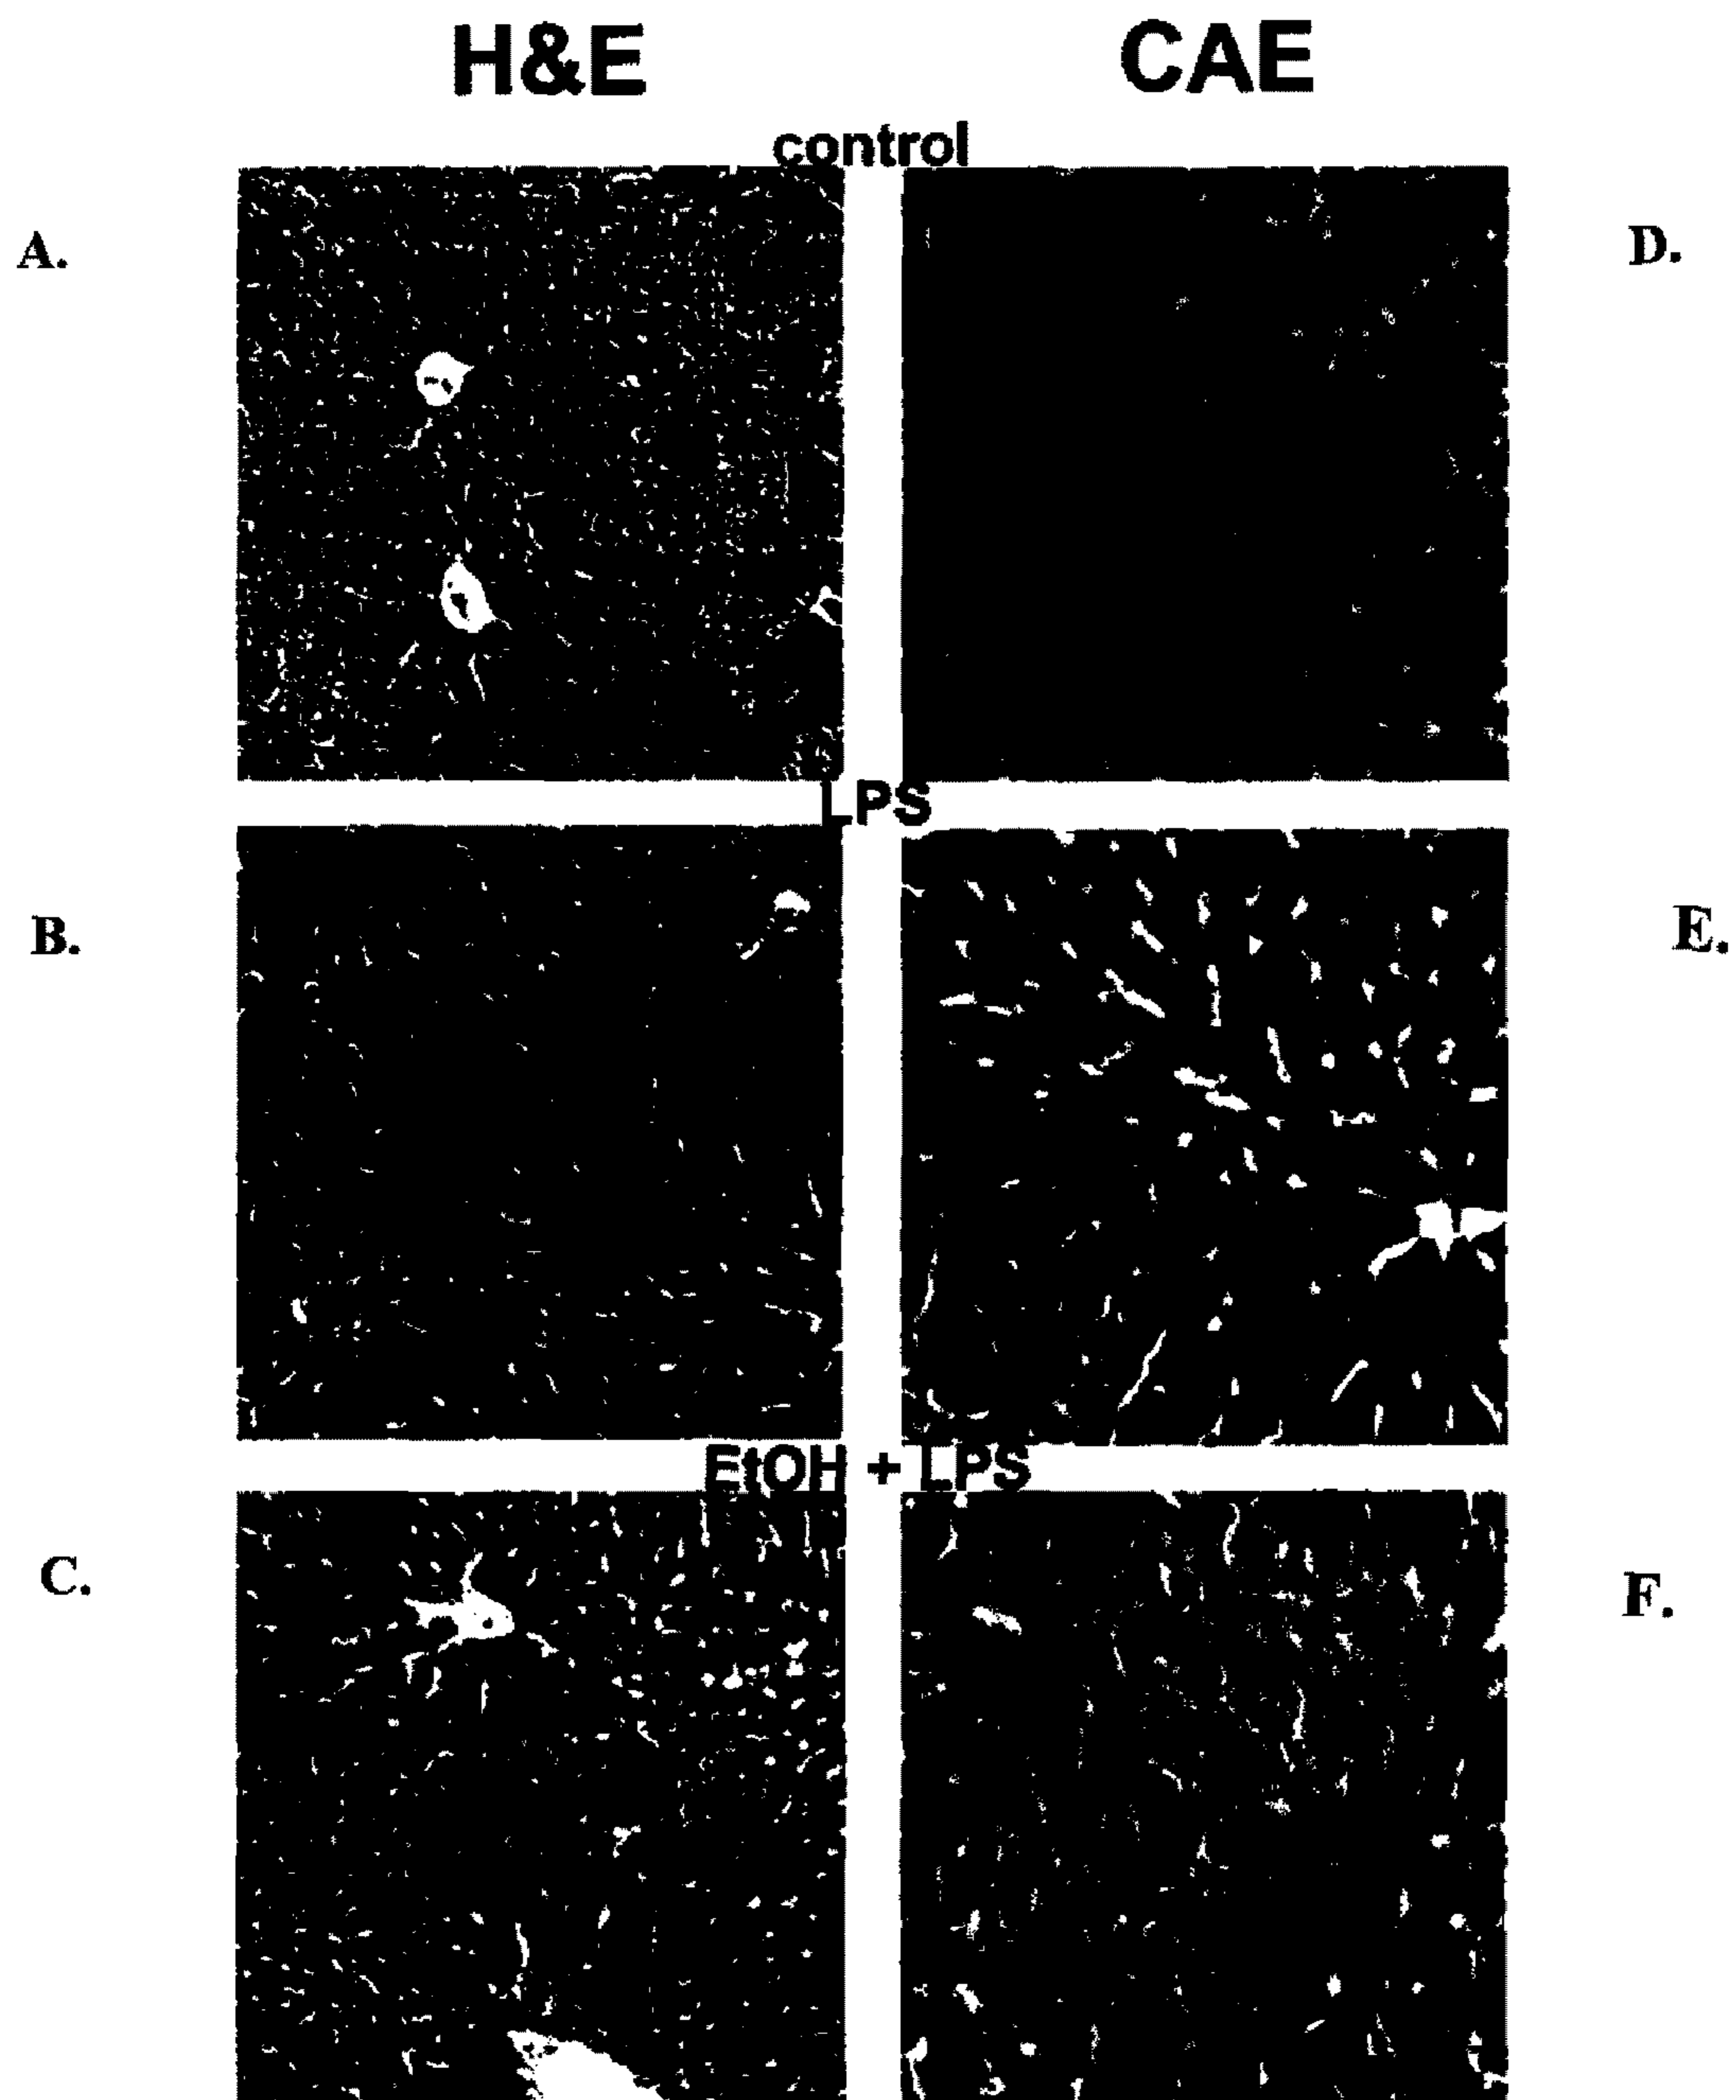 H&E CAE
control
A. D.
LPS
B. E.
EtOH + LPS
C. F.